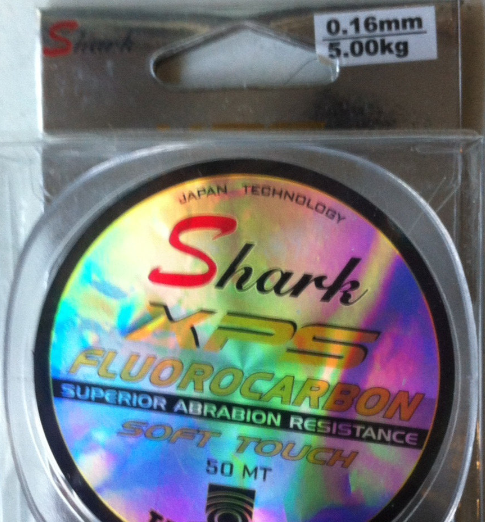 Shark
0.16mm
5.00kg
JAPAN TECHNOLOGY
Shark
XPS
FLUOROCARBON
SUPERIOR ABRABION RESISTANCE
SOFT TOUCH
50 MT